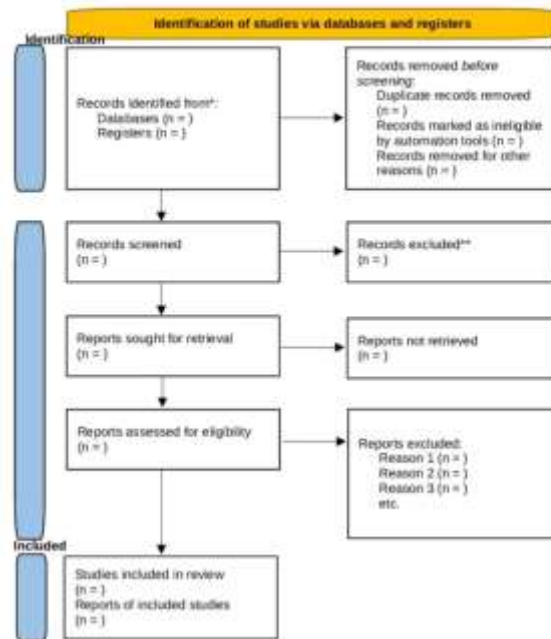 Identification of studies via databases and registers
Identification
Records identified from*:
Databases (n = )
Registers (n = )
Records removed before
screening:
Duplicate records removed
(n = )
Records marked as ineligible
by automation tools (n = )
Records removed for other
reasons (n = )
Records screened
(n = )
Records excluded**
(n = )
Reports sought for retrieval
(n = )
Reports not retrieved
(n = )
Reports assessed for eligibility
(n = )
Reports excluded:
Reason 1 (n = )
Reason 2 (n = )
Reason 3 (n = )
etc.
Included
Studies included in review
(n = )
Reports of included studies
(n = )